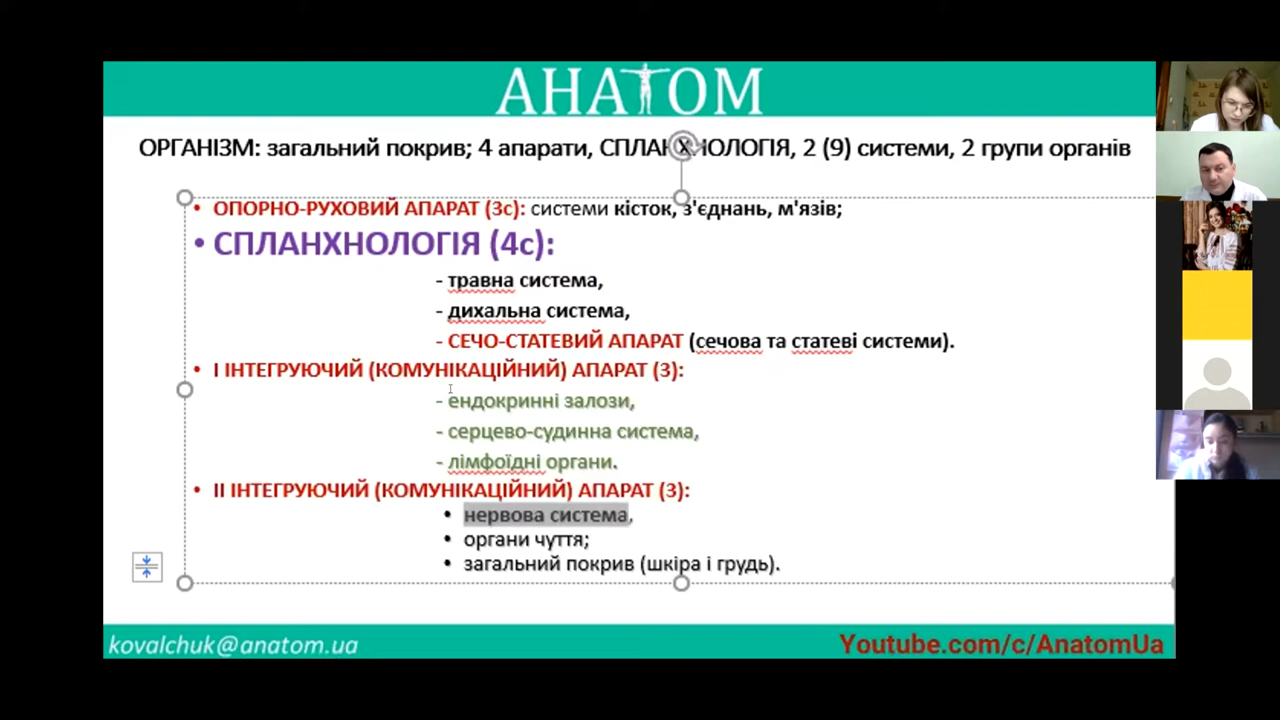 АНАТОМ
ОРГАНІЗМ: загальний покрив; 4 апарати, СПЛАНХНОЛОГІЯ, 2 (9) системи, 2 групи органів
• ОПОРНО-РУХОВИЙ АПАРАТ (3с): системи кісток, з'єднань, м'язів;
• СПЛАНХНОЛОГІЯ (4с):
- травна система,
- дихальна система,
- СЕЧО-СТАТЕВИЙ АПАРАТ (сечова та статеві системи).
• І ІНТЕГРУЮЧИЙ (КОМУНІКАЦІЙНИЙ) АПАРАТ (3):
- ендокринні залози,
- серцево-судинна система,
- лімфоїдні органи.
• ІІ ІНТЕГРУЮЧИЙ (КОМУНІКАЦІЙНИЙ) АПАРАТ (3):
• нервова система,
• органи чуття;
• загальний покрив (шкіра і грудь).
kovalchuk@anatom.ua
Youtube.com/c/AnatomUa